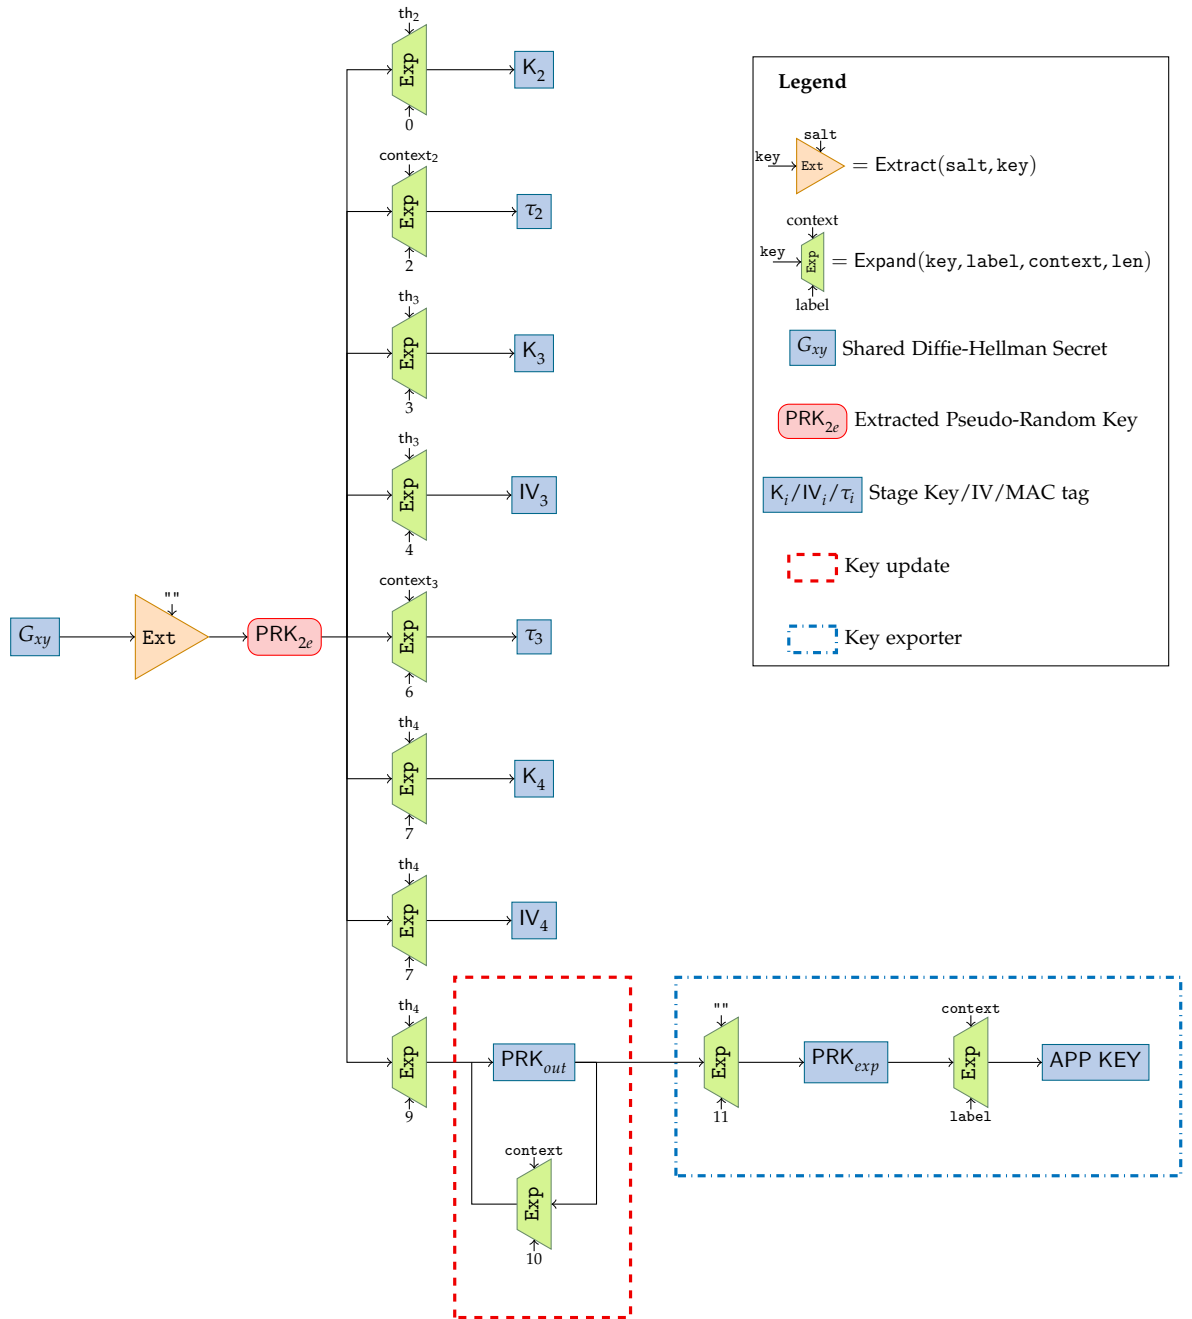 th₂
Exp
K₂
0
context₂
Exp
τ₂
2
th₃
Exp
K₃
3
th₃
Exp
IV₃
4
G_xy
""
Ext
PRK₂ₑ
context₃
Exp
τ₃
6
th₄
Exp
K₄
7
th₄
Exp
IV₄
7
th₄
Exp
9
PRK_out
context
Exp
10
""
Exp
11
PRK_exp
context
Exp
label
APP KEY
Legend
salt
key
Ext
= Extract(salt, key)
context
key
Exp
= Expand(key, label, context, len)
label
G_xy Shared Diffie-Hellman Secret
PRK₂ₑ Extracted Pseudo-Random Key
Kᵢ/IVᵢ/τᵢ Stage Key/IV/MAC tag
Key update
Key exporter